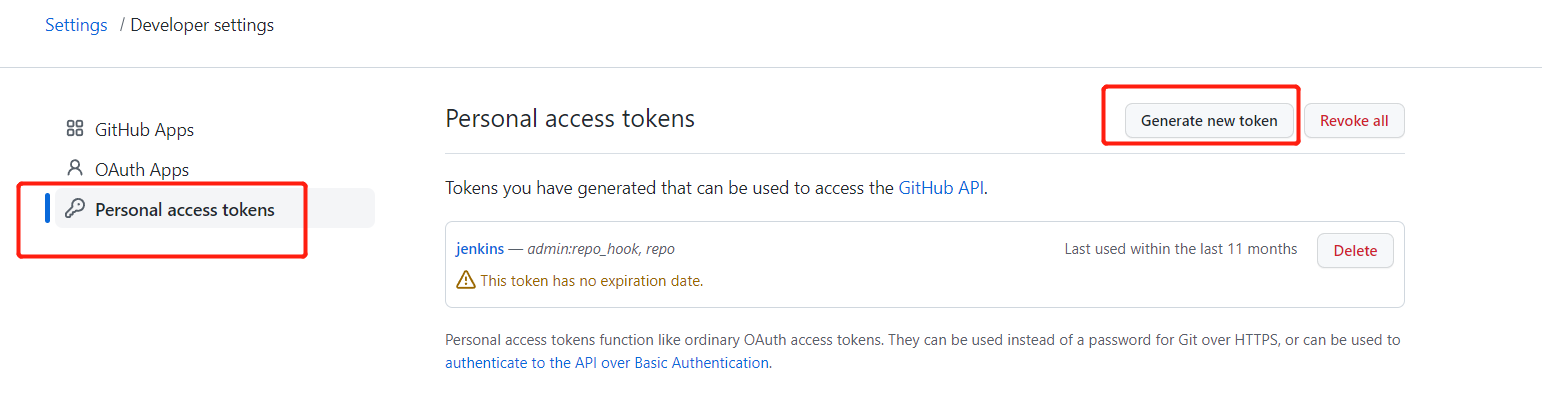 Settings / Developer settings
GitHub Apps
OAuth Apps
Personal access tokens
Personal access tokens
Generate new token
Revoke all
Tokens you have generated that can be used to access the GitHub API.
jenkins — admin:repo_hook, repo
Last used within the last 11 months
Delete
This token has no expiration date.
Personal access tokens function like ordinary OAuth access tokens. They can be used instead of a password for Git over HTTPS, or can be used to
authenticate to the API over Basic Authentication.